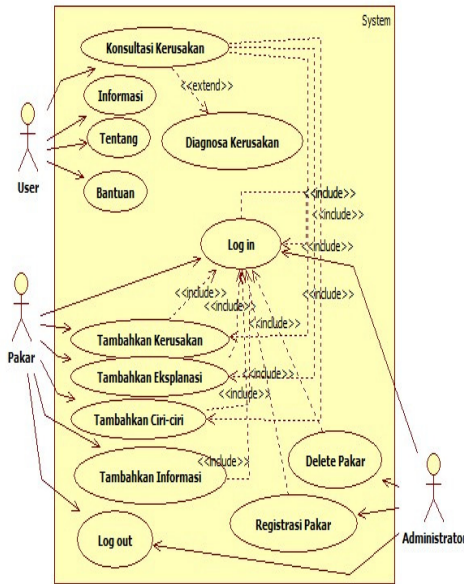 System
Konsultasi Kerusakan
<<extend>>
Informasi
<<include>>
Tentang
Diagnosa Kerusakan
User
Bantuan
<<include>>
<<include>>
Log in
<<include>>
<<include>>
<<include>>
<<include>>
<<include>>
Pakar
Tambahkan Kerusakan
Tambahkan Eksplanasi
<<include>>
<<include>>
Tambahkan Ciri-ciri
<<include>>
Delete Pakar
Tambahkan Informasi
Registrasi Pakar
Log out
Administrator